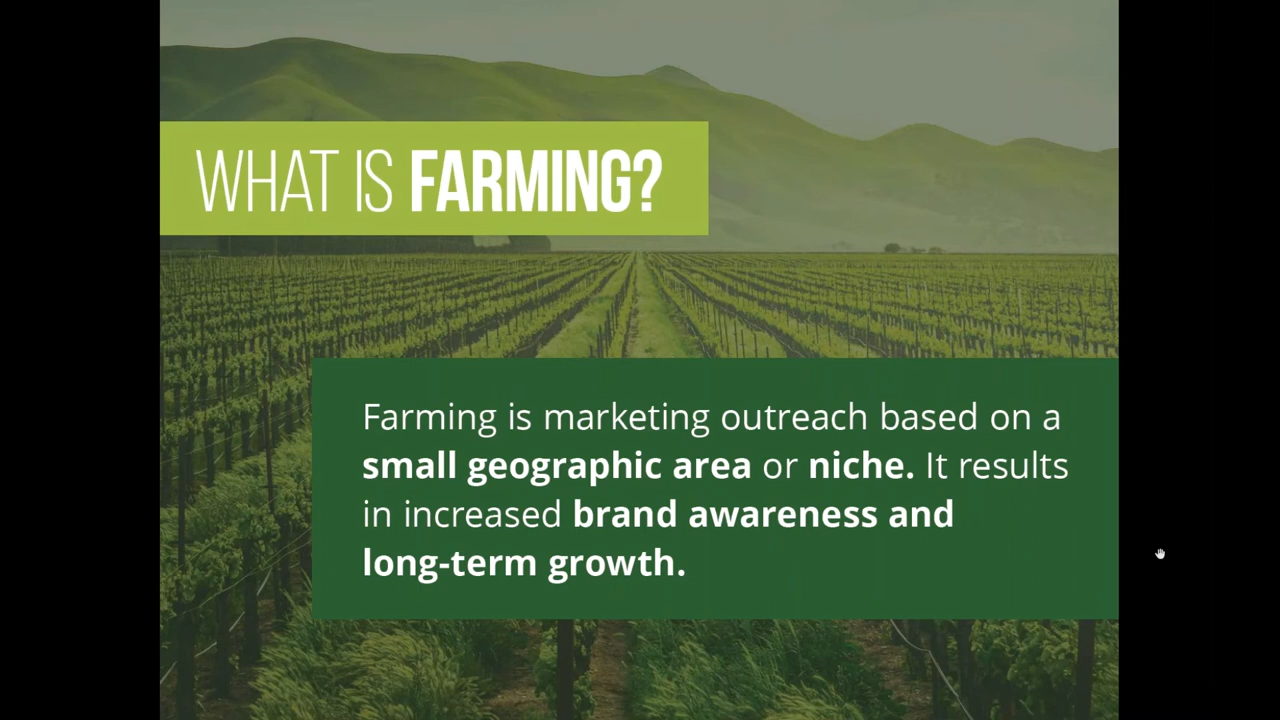 WHAT IS FARMING?
Farming is marketing outreach based on a
small geographic area or niche. It results
in increased brand awareness and
long-term growth.